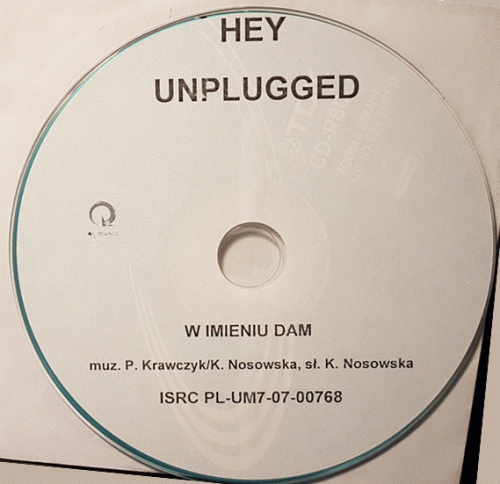 HEY
UNPLUGGED
W IMIENIU DAM
muz. P. Krawczyk/K. Nosowska, sł. K. Nosowska
ISRC PL-UM7-07-00768